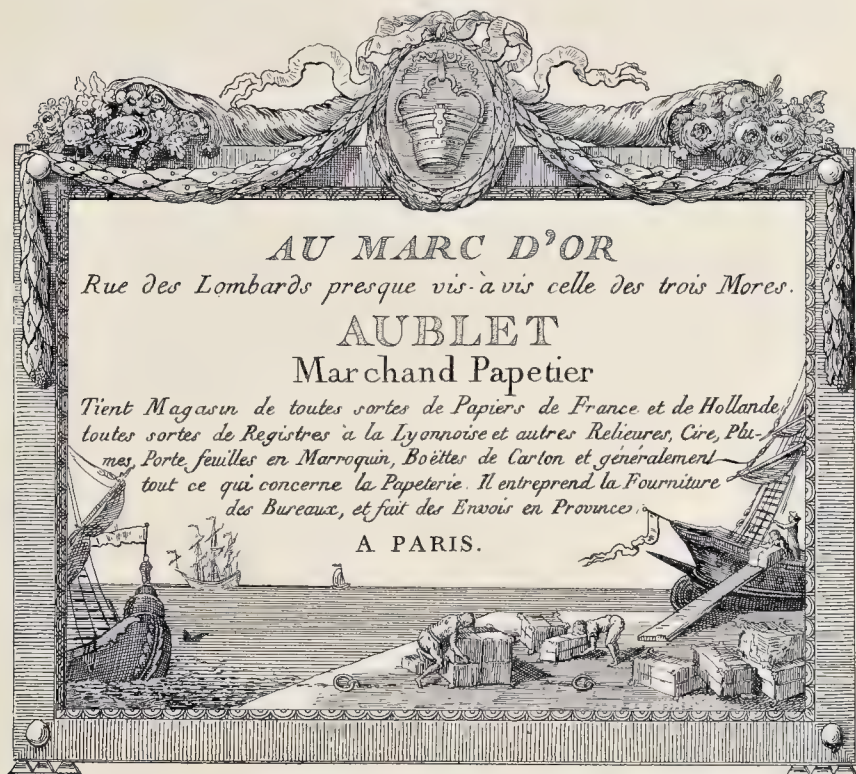 AU MARC D'OR
Rue des Lombards presque vis-à vis celle des trois Mores.
AUBLET
Marchand Papetier
Tient Magasin de toutes sortes de Papiers de France et de Hollande,
toutes sortes de Registres à la Lyonnoise et autres Relieures, Cire, Plu-
mes, Porte feuilles en Marroquin, Boëttes de Carton et généralement
tout ce qui concerne la Papeterie. Il entreprend la Fourniture
des Bureaux, et fait des Envois en Province.
A PARIS.